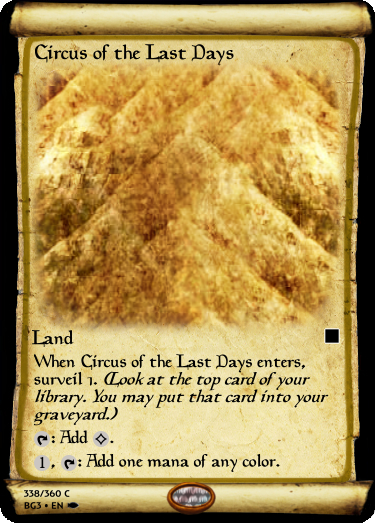 Circus of the Last Days
Land
When Circus of the Last Days enters,
surveil 1. (Look at the top card of your
library. You may put that card into your
graveyard.)
: Add .
1, : Add one mana of any color.
338/360 C
BG3 • EN